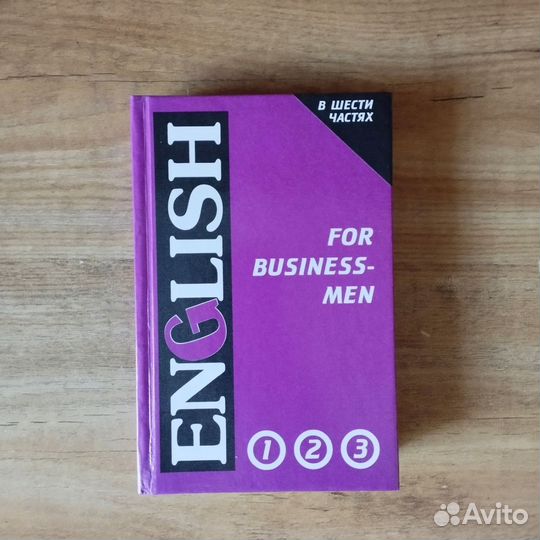 В ШЕСТИ
ЧАСТЯХ
ENGLISH
FOR
BUSINESS-
MEN
1 2 3
Avito